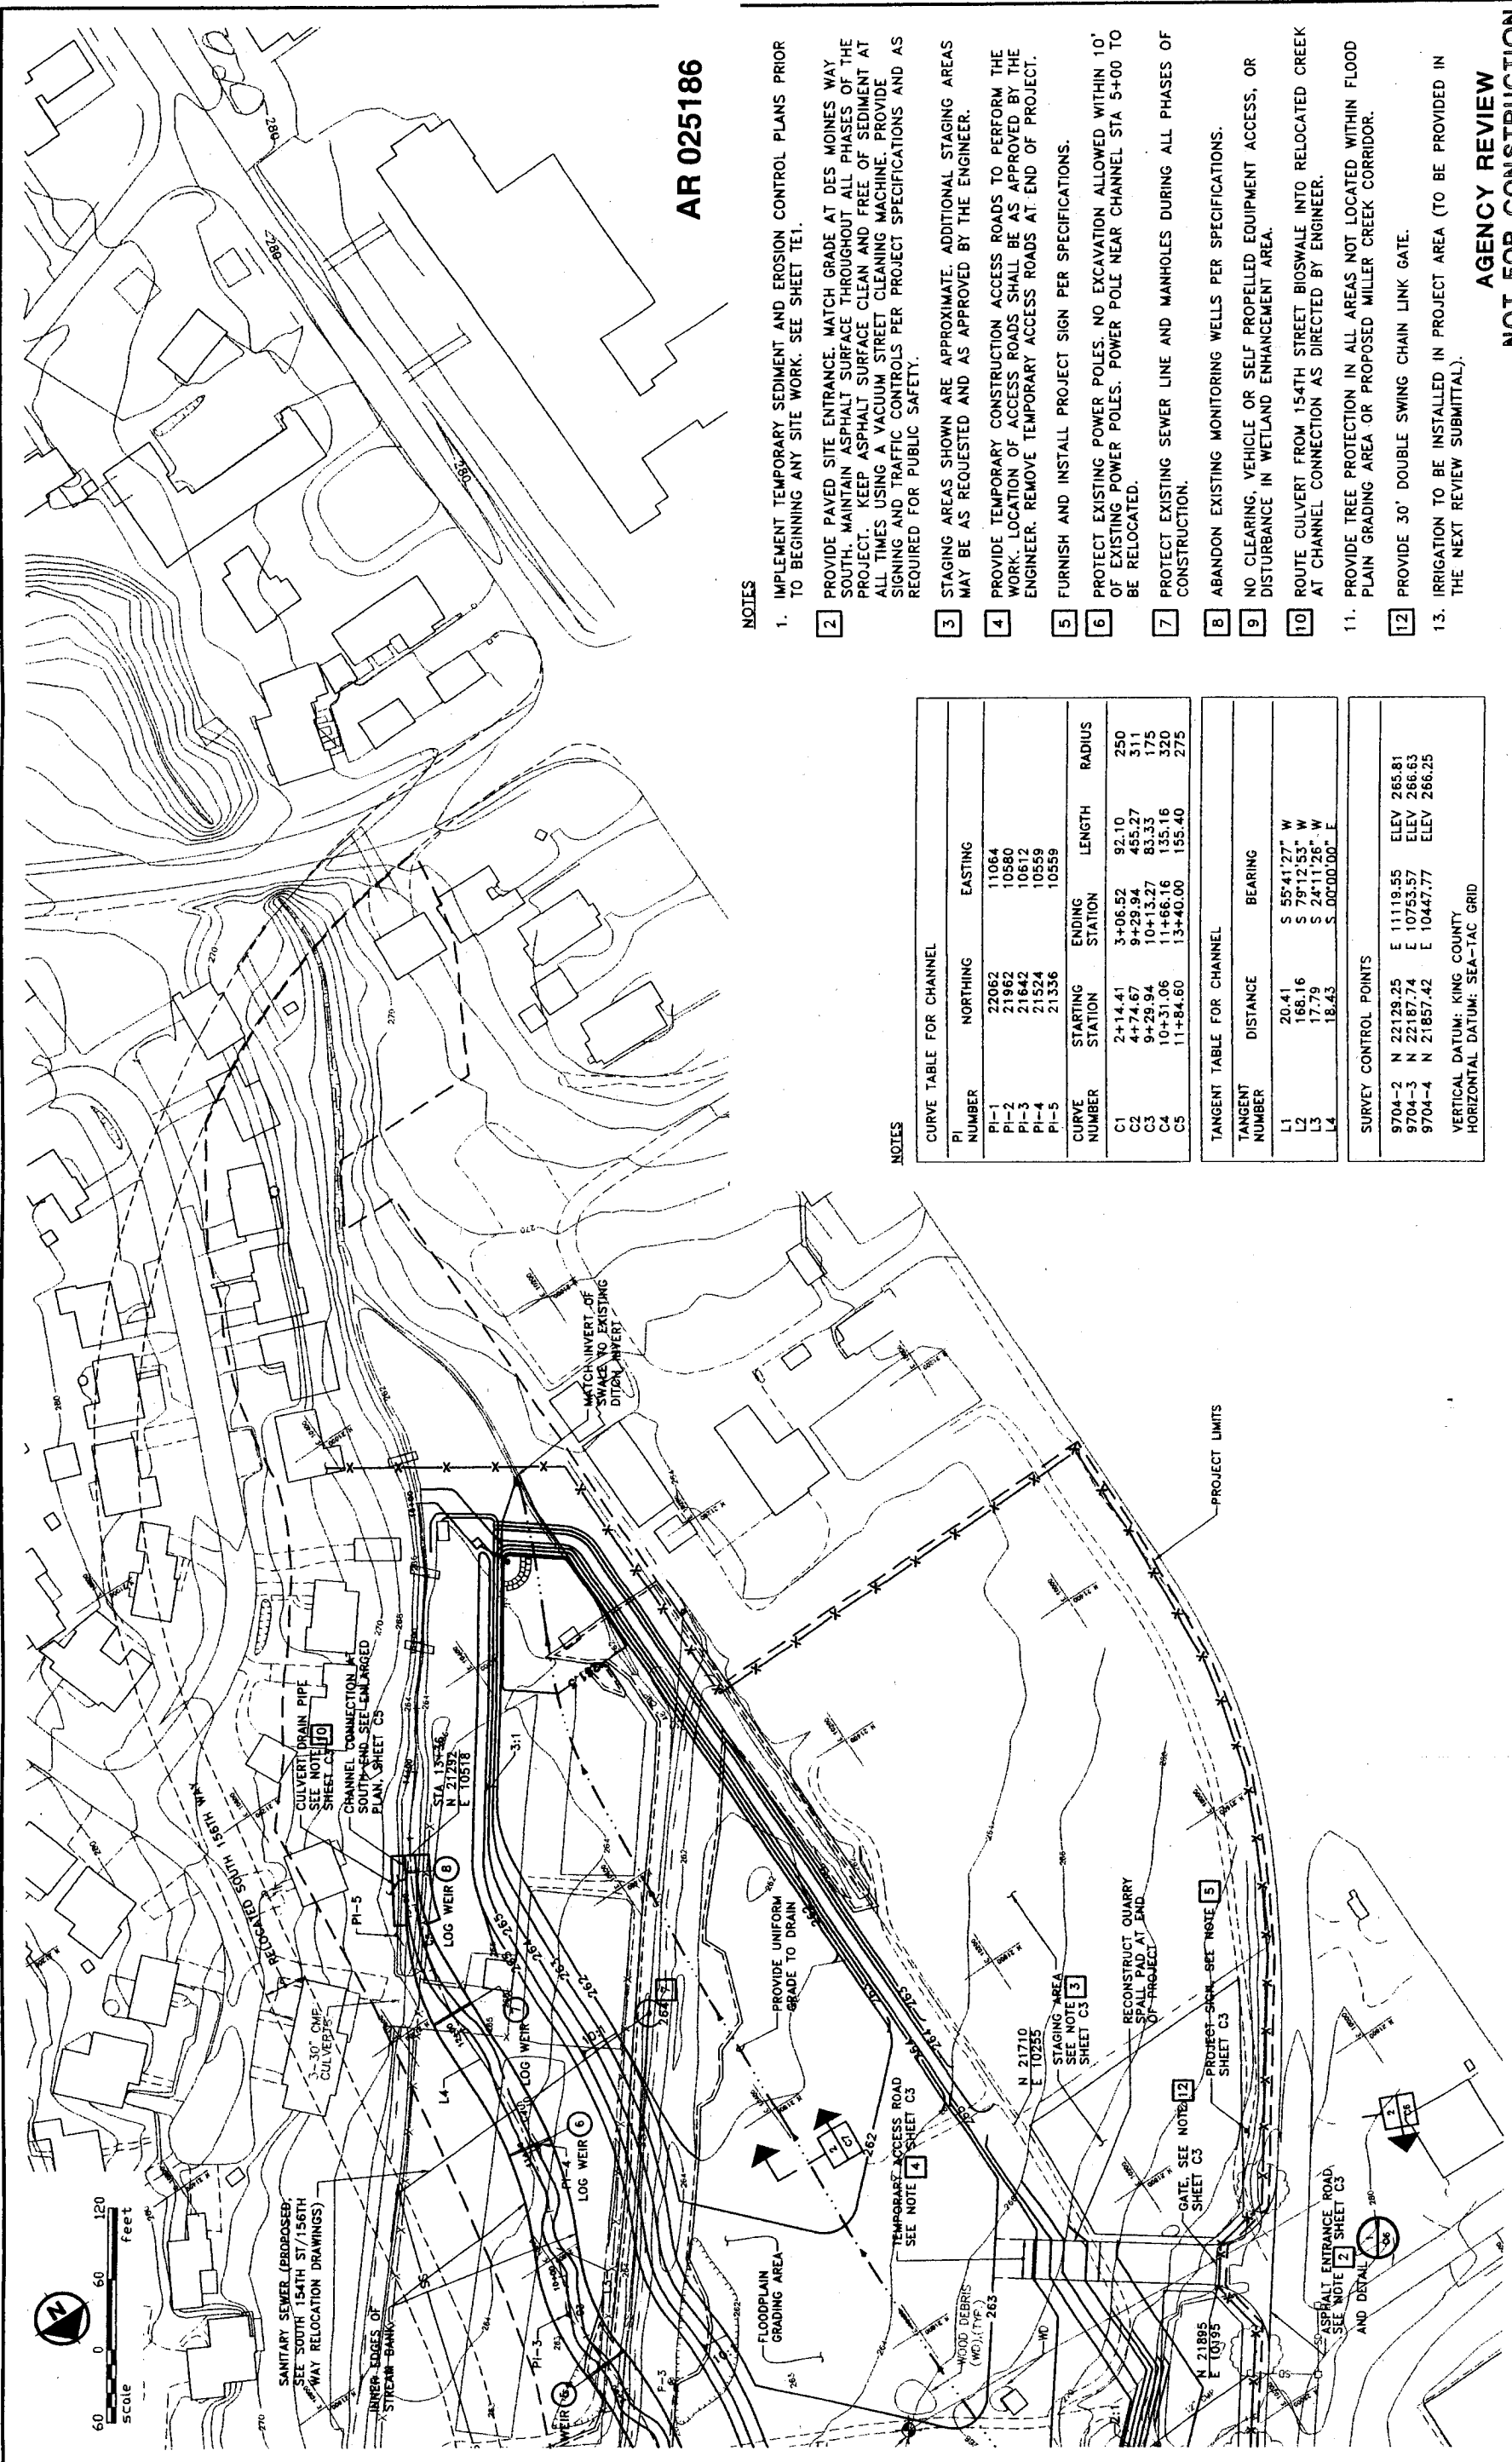 AR 025186
NOTES
1. IMPLEMENT TEMPORARY SEDIMENT AND EROSION CONTROL PLANS PRIOR
TO BEGINNING ANY SITE WORK. SEE SHEET TE1.
2 PROVIDE PAVED SITE ENTRANCE. MATCH GRADE AT DES MOINES WAY
SOUTH. MAINTAIN ASPHALT SURFACE THROUGHOUT ALL PHASES OF THE
PROJECT. KEEP ASPHALT SURFACE CLEAN AND FREE OF SEDIMENT AT
ALL TIMES USING A VACUUM STREET CLEANING MACHINE. PROVIDE
SIGNING AND TRAFFIC CONTROLS PER PROJECT SPECIFICATIONS AND AS
REQUIRED FOR PUBLIC SAFETY.
3 STAGING AREAS SHOWN ARE APPROXIMATE. ADDITIONAL STAGING AREAS
MAY BE AS REQUESTED AND AS APPROVED BY THE ENGINEER.
4 PROVIDE TEMPORARY CONSTRUCTION ACCESS ROADS TO PERFORM THE
WORK. LOCATION OF ACCESS ROADS SHALL BE AS APPROVED BY THE
ENGINEER. REMOVE TEMPORARY ACCESS ROADS AT END OF PROJECT.
5 FURNISH AND INSTALL PROJECT SIGN PER SPECIFICATIONS.
6 PROTECT EXISTING POWER POLES. NO EXCAVATION ALLOWED WITHIN 10'
OF EXISTING POWER POLES. POWER POLE NEAR CHANNEL STA 5+00 TO
BE RELOCATED.
7 PROTECT EXISTING SEWER LINE AND MANHOLES DURING ALL PHASES OF
CONSTRUCTION.
8 ABANDON EXISTING MONITORING WELLS PER SPECIFICATIONS.
9 NO CLEARING, VEHICLE OR SELF PROPELLED EQUIPMENT ACCESS, OR
DISTURBANCE IN WETLAND ENHANCEMENT AREA.
10 ROUTE CULVERT FROM 154TH STREET BIOSWALE INTO RELOCATED CREEK
AT CHANNEL CONNECTION AS DIRECTED BY ENGINEER.
11. PROVIDE TREE PROTECTION IN ALL AREAS NOT LOCATED WITHIN FLOOD
PLAIN GRADING AREA OR PROPOSED MILLER CREEK CORRIDOR.
12 PROVIDE 30' DOUBLE SWING CHAIN LINK GATE.
13. IRRIGATION TO BE INSTALLED IN PROJECT AREA (TO BE PROVIDED IN
THE NEXT REVIEW SUBMITTAL).
AGENCY REVIEW
NOT FOR CONSTRUCTION
NOTES
CURVE TABLE FOR CHANNEL
PI NUMBER NORTHING EASTING
PI-1 22062 11064
PI-2 21962 10580
PI-3 21642 10612
PI-4 21524 10559
PI-5 21336 10559
CURVE NUMBER STARTING STATION ENDING STATION LENGTH RADIUS
C1 2+14.41 3+06.52 92.10 250
C2 4+74.67 9+29.94 455.27 311
C3 9+29.94 10+13.27 83.33 175
C4 10+31.06 11+66.16 135.16 320
C5 11+84.60 13+40.00 155.40 275
TANGENT TABLE FOR CHANNEL
TANGENT NUMBER DISTANCE BEARING
L1 20.41 S 55°41'27" W
L2 168.16 S 79°12'53" W
L3 17.79 S 24°11'26" W
L4 18.43 S 00°00'00" E
SURVEY CONTROL POINTS
9704-2 N 22129.25 E 11119.55 ELEV 265.81
9704-3 N 22187.74 E 10753.57 ELEV 266.63
9704-4 N 21857.42 E 10447.77 ELEV 266.25
VERTICAL DATUM: KING COUNTY
HORIZONTAL DATUM: SEA-TAC GRID
N
60 0 60 120
scale feet
SANITARY SEWER (PROPOSED,
SEE SOUTH 154TH ST/156TH
WAY RELOCATION DRAWINGS)
INNER EDGES OF
STREAM BANK
RELOCATED SOUTH 156TH WAY
3-30" CMP
CULVERTS
CULVERT DRAIN PIPE
SEE NOTE 10
SHEET C3
CHANNEL CONNECTION AT
SOUTH END SEE ENLARGED
PLAN, SHEET C5
STA 13+36
N 21292
E 10518
PI-5
LOG WEIR 8
LOG WEIR 7
LOG WEIR 6
L4
PI-4
PI-3
3:1
MATCH INVERT OF
SWALE TO EXISTING
DITCH INVERT
PROVIDE UNIFORM
GRADE TO DRAIN
FLOODPLAIN
GRADING AREA
TEMPORARY ACCESS ROAD
SEE NOTE 4 SHEET C3
WOOD DEBRIS
(WD),(TYP.)
WD
263
N 21710
E 10255
STAGING AREA
SEE NOTE 3
SHEET C3
RECONSTRUCT QUARRY
SPALL PAD AT END
OF PROJECT
PROJECT SIGN, SEE NOTE 5
SHEET C3
GATE, SEE NOTE 12
SHEET C3
N 21895
E 10195
ASPHALT ENTRANCE ROAD,
SEE NOTE 2 SHEET C3
AND DETAIL
PROJECT LIMITS